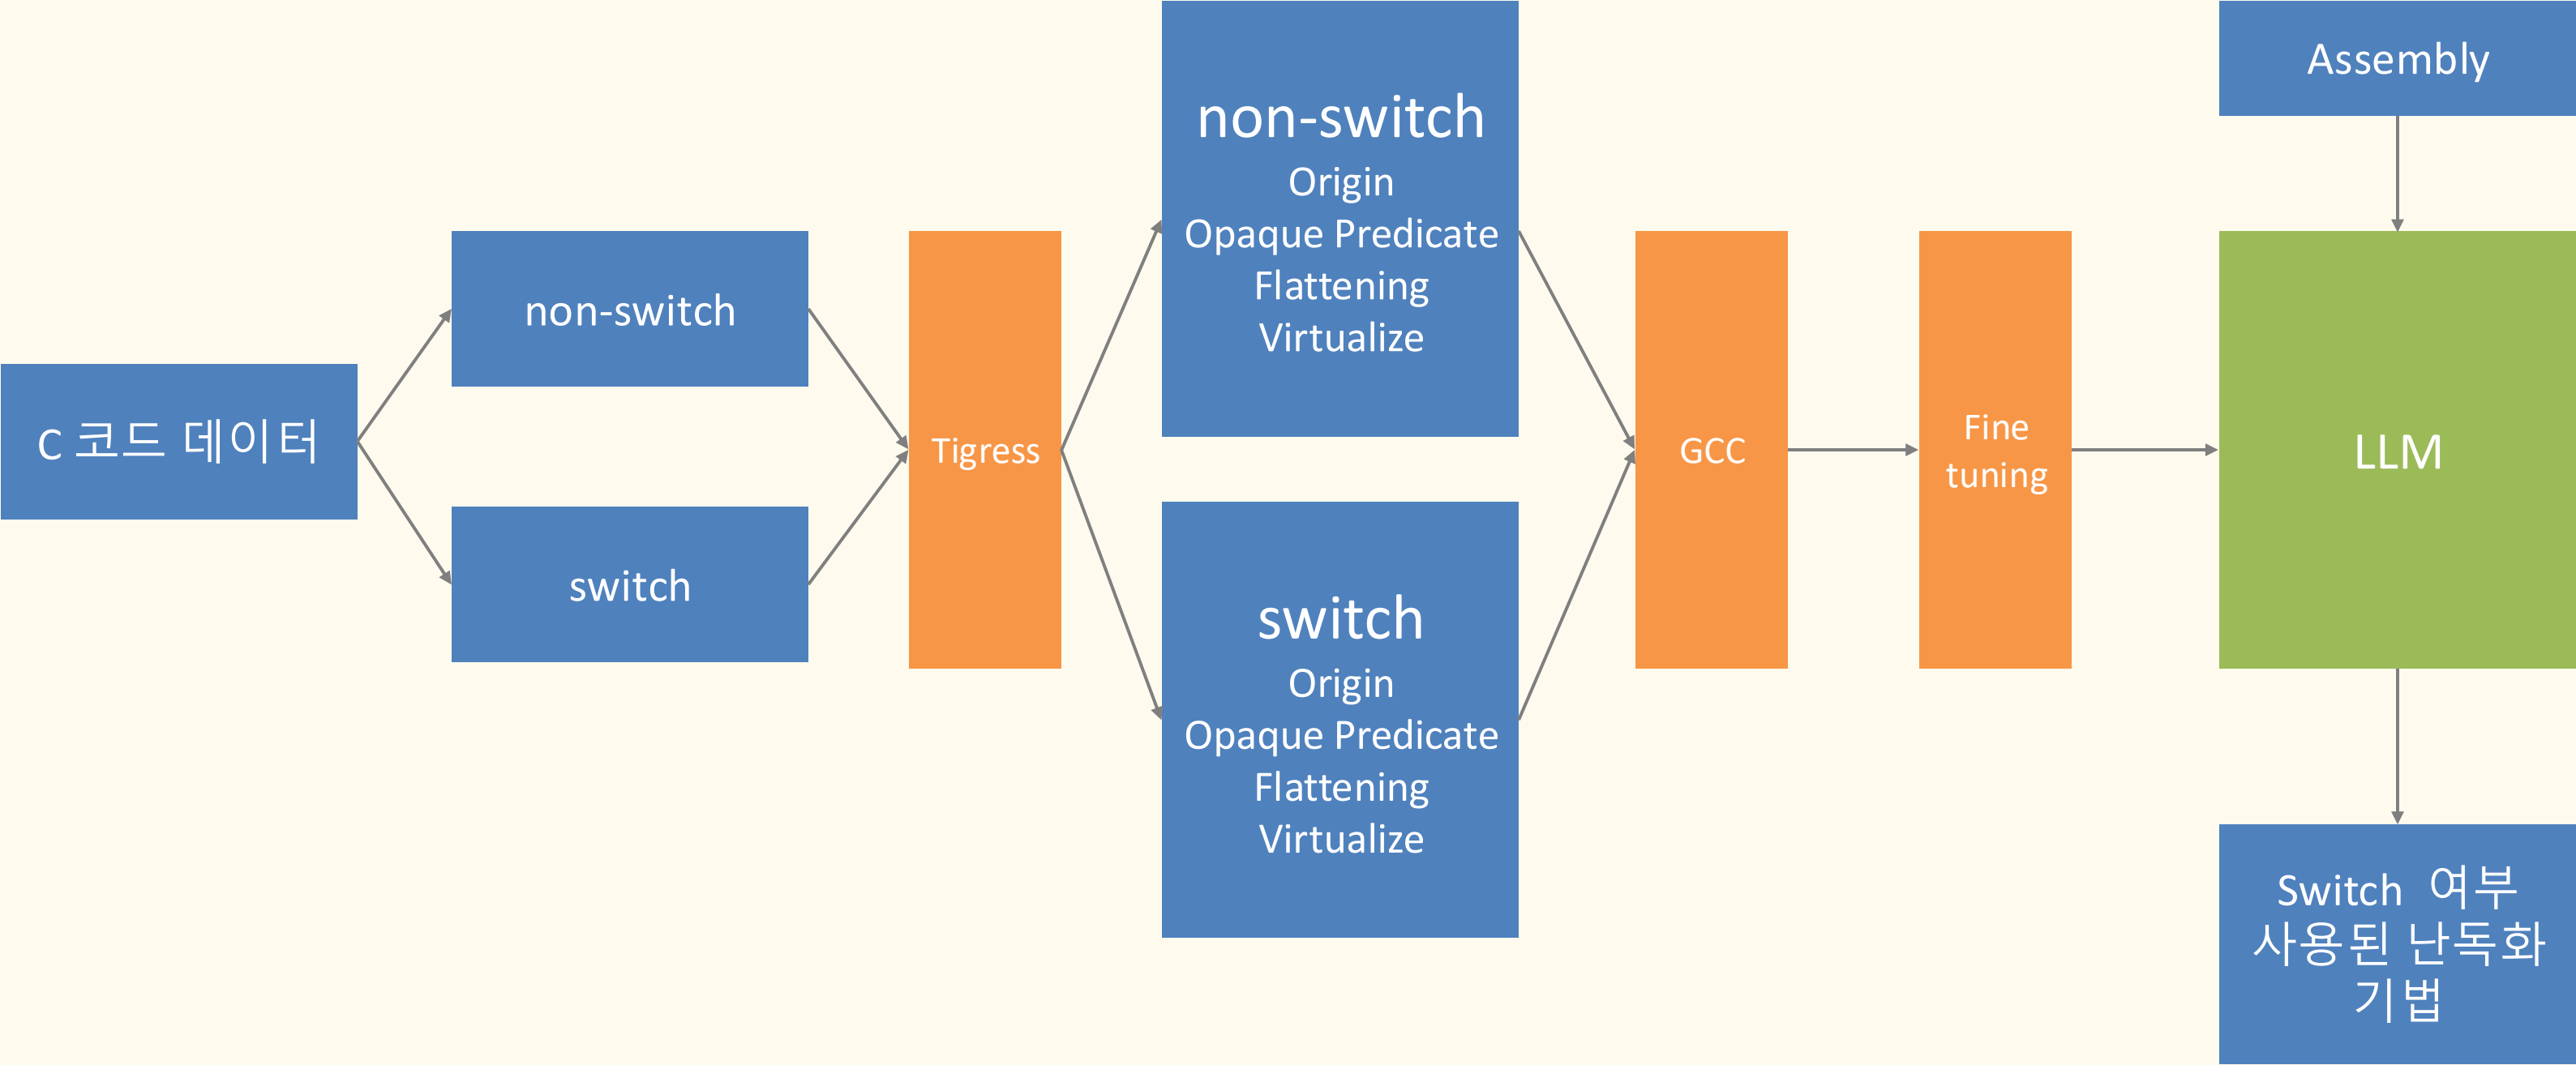 C 코드 데이터
non-switch
switch
Tigress
non-switch
Origin
Opaque Predicate
Flattening
Virtualize
switch
Origin
Opaque Predicate
Flattening
Virtualize
GCC
Fine
tuning
Assembly
LLM
Switch 여부
사용된 난독화
기법